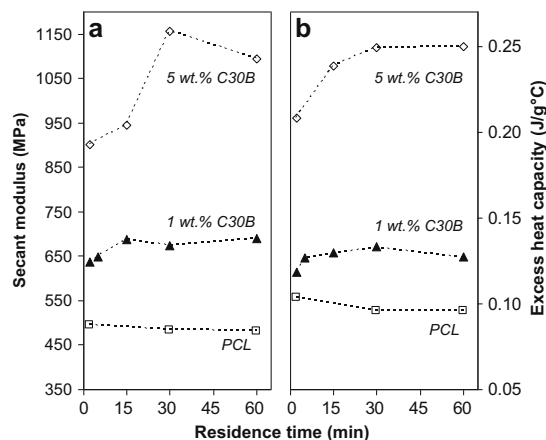 a
b
1150
1050
950
850
750
650
550
450
350
Secant modulus (MPa)
5 wt.% C30B
1 wt.% C30B
PCL
5 wt.% C30B
1 wt.% C30B
PCL
0.25
0.20
0.15
0.10
0.05
Excess heat capacity (J/g°C)
0 15 30 45 60
0 15 30 45 60
Residence time (min)